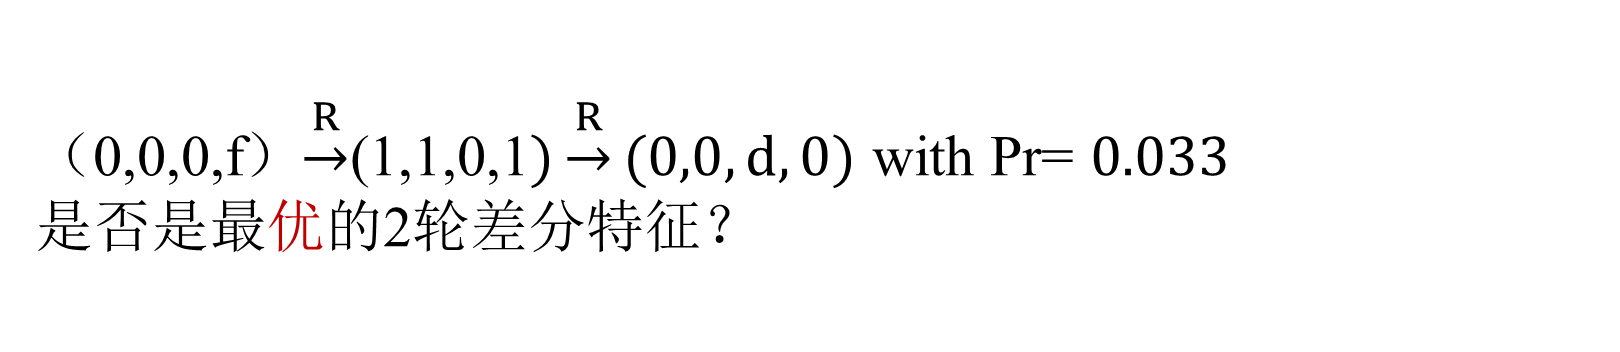 R R
（0,0,0,f）→(1,1,0,1) → (0,0, d, 0) with Pr= 0.033
是否是最优的2轮差分特征？